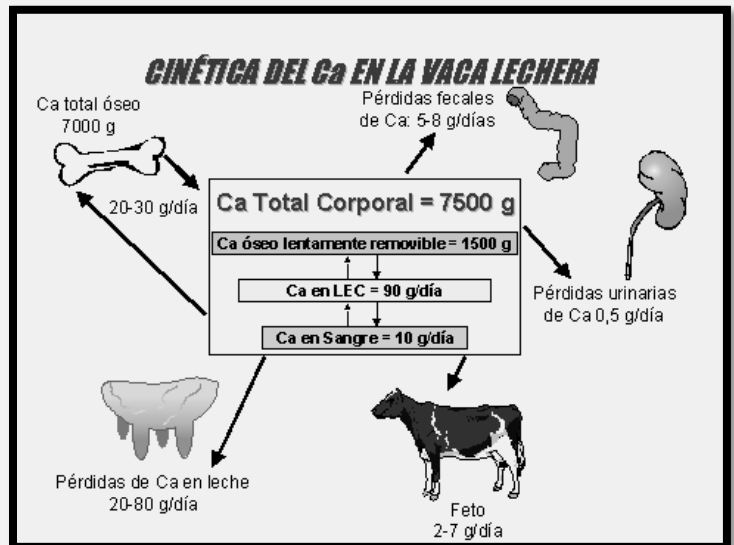 CINÉTICA DEL Ca EN LA VACA LECHERA
Ca total óseo
7000 g
Pérdidas fecales
de Ca: 5-8 g/días
20-30 g/día
Ca Total Corporal = 7500 g
Ca óseo lentamente removible = 1500 g
Ca en LEC = 90 g/día
Ca en Sangre = 10 g/día
Pérdidas urinarias
de Ca 0,5 g/día
Pérdidas de Ca en leche
20-80 g/día
Feto
2-7 g/día